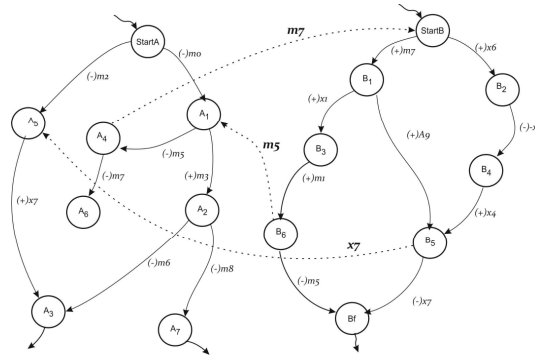 m7
StartA
StartB
(-)m0
(-)m2
(+)m7
(+)x6
B1
B2
A5
A4
A1
(+)x1
(-)m5
m5
(+)A9
B3
(-)m7
(+)m3
(+)m1
B4
(+)x7
A6
A2
(+)x4
B6
x7
B5
(-)m6
(-)m8
(-)m5
(-)x7
A3
A7
Bf